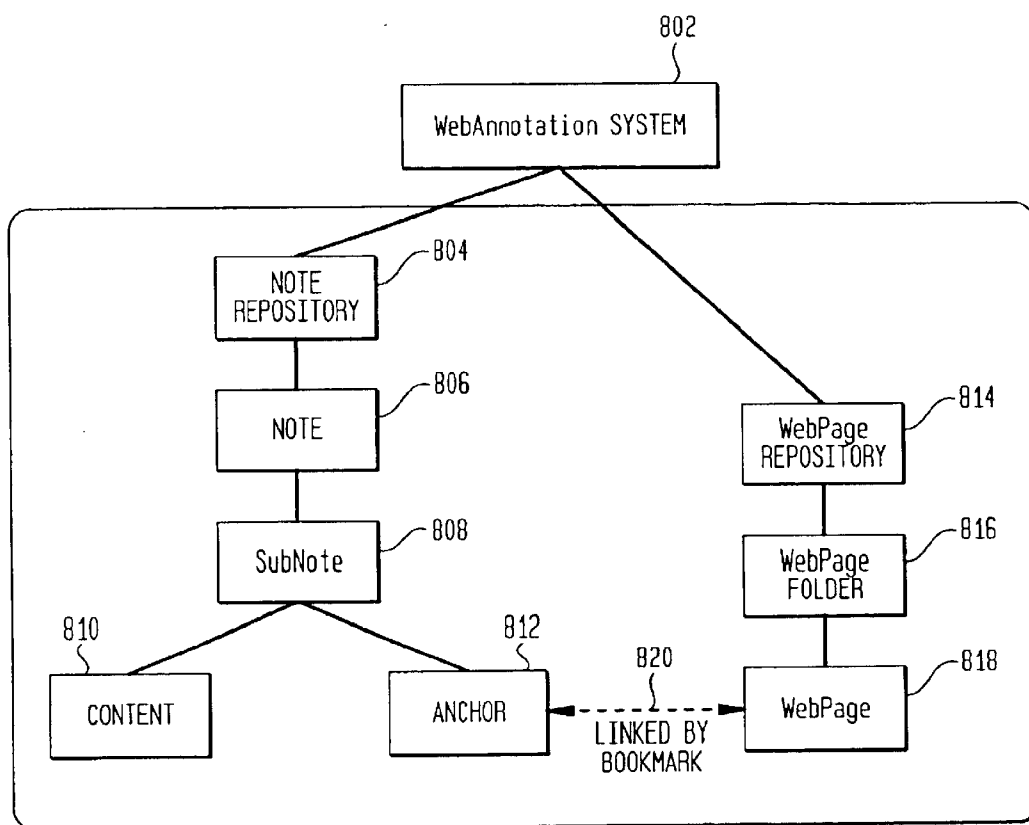 802
WebAnnotation SYSTEM
804
NOTE
REPOSITORY
806
NOTE
814
WebPage
REPOSITORY
808
SubNote
816
WebPage
FOLDER
810
CONTENT
812
ANCHOR
820
LINKED BY
BOOKMARK
818
WebPage